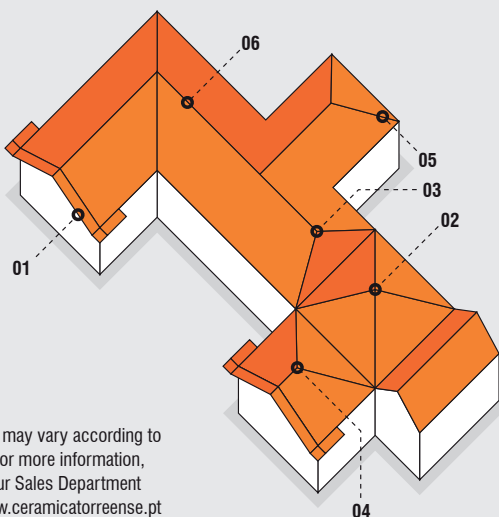 06
05
03
02
01
may vary according to
or more information,
ur Sales Department
w.ceramicatorreense.pt
04